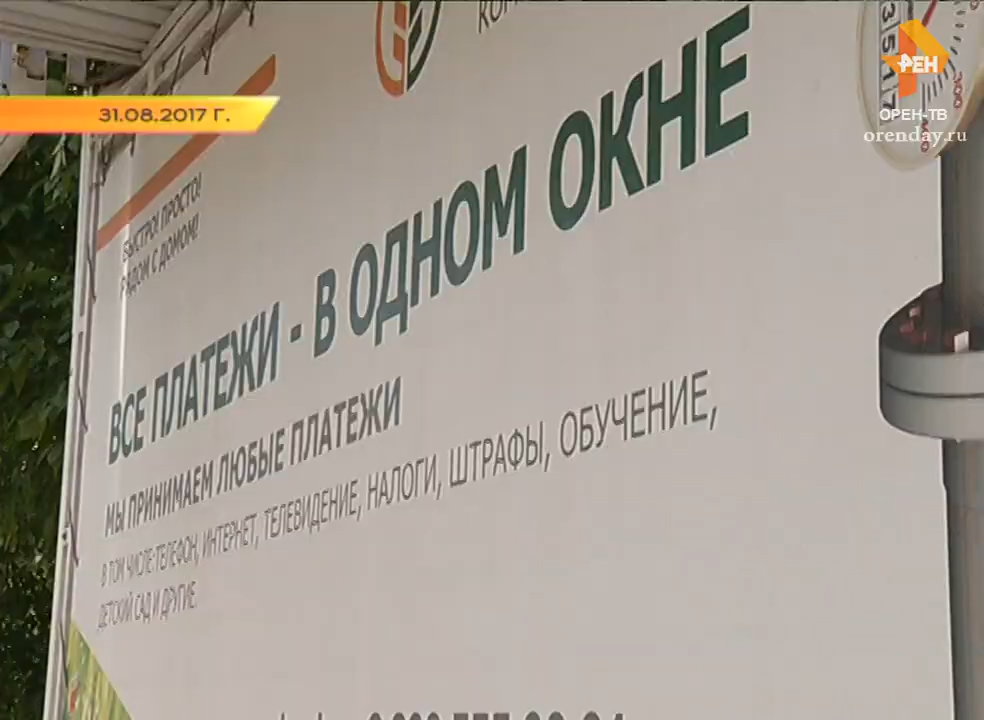 31.08.2017 Г.
РЕН
ОРЕН-ТВ
orenday.ru
БЫСТРО! ПРОСТО!
РЯДОМ С ДОМОМ!
ВСЕ ПЛАТЕЖИ - В ОДНОМ ОКНЕ
МЫ ПРИНИМАЕМ ЛЮБЫЕ ПЛАТЕЖИ
В ТОМ ЧИСЛЕ: ТЕЛЕФОН, ИНТЕРНЕТ, ТЕЛЕВИДЕНИЕ, НАЛОГИ, ШТРАФЫ, ОБУЧЕНИЕ,
ДЕТСКИЙ САД И ДРУГИЕ.
300